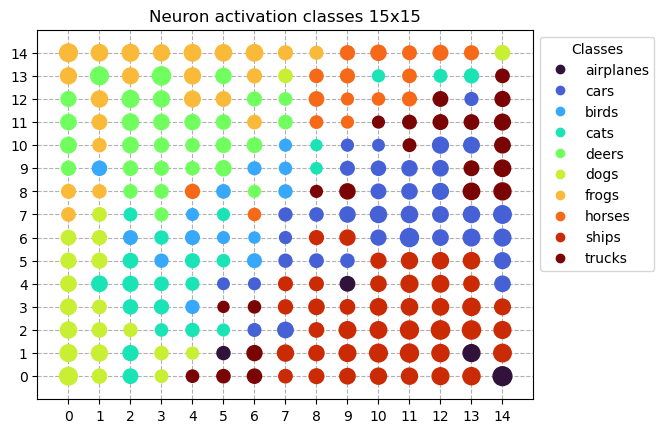 Neuron activation classes 15x15
14
13
12
11
10
9
8
7
6
5
4
3
2
1
0
0 1 2 3 4 5 6 7 8 9 10 11 12 13 14
Classes
airplanes
cars
birds
cats
deers
dogs
frogs
horses
ships
trucks